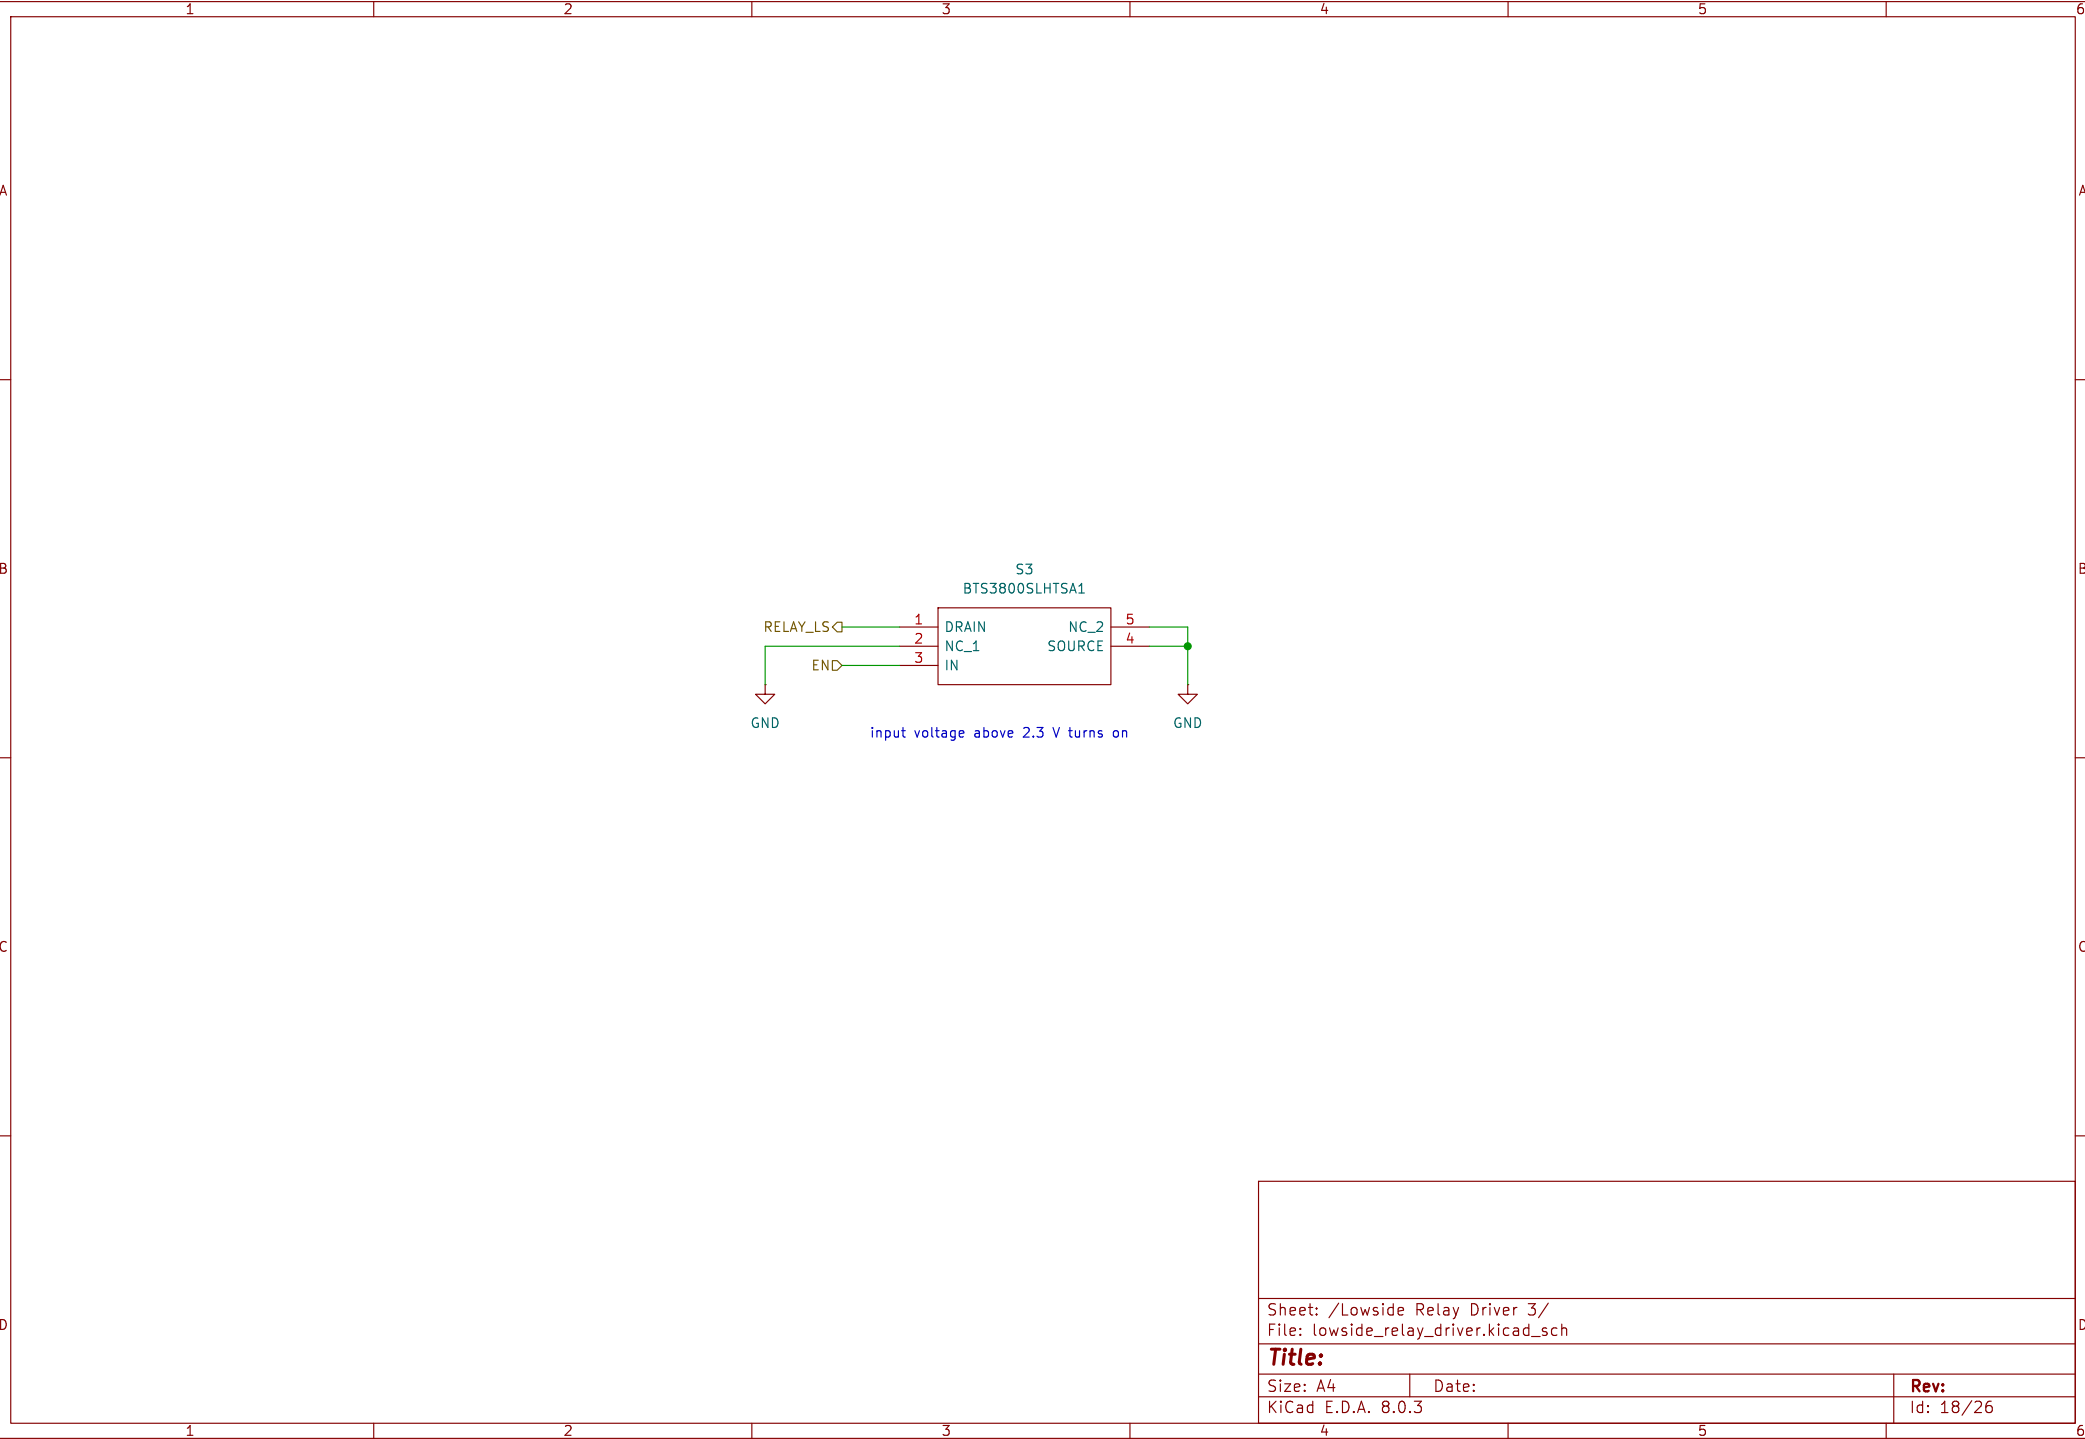 1 2 3 4 5 6
A A
B B
S3
BTS3800SLHTSA1
RELAY_LS 1 DRAIN NC_2 5
2 NC_1 SOURCE 4
EN 3 IN
GND GND
input voltage above 2.3 V turns on
C C
Sheet: /Lowside Relay Driver 3/
File: lowside_relay_driver.kicad_sch
D D
Title:
Size: A4 Date: Rev:
KiCad E.D.A. 8.0.3 Id: 18/26
1 2 3 4 5 6